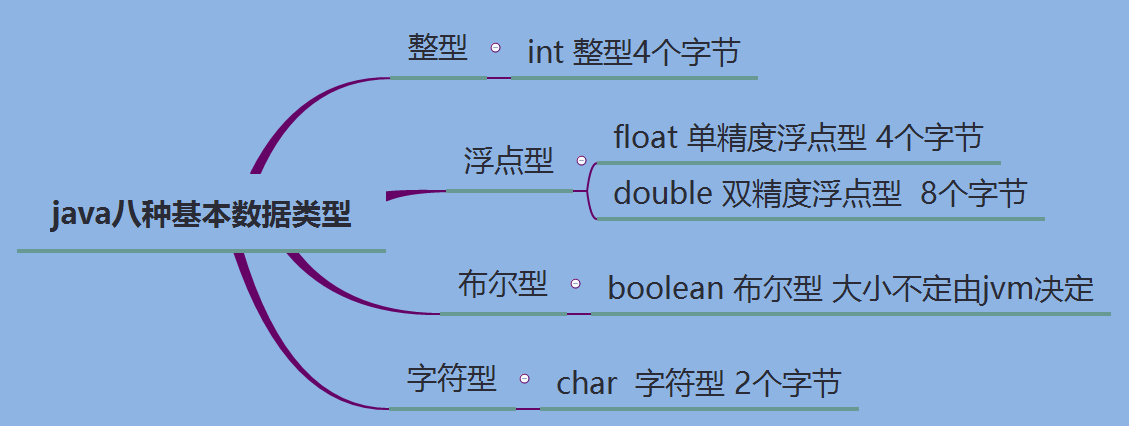 整型
int 整型4个字节
浮点型
float 单精度浮点型 4个字节
double 双精度浮点型  8个字节
java八种基本数据类型
布尔型
boolean 布尔型 大小不定由jvm决定
字符型
char  字符型 2个字节